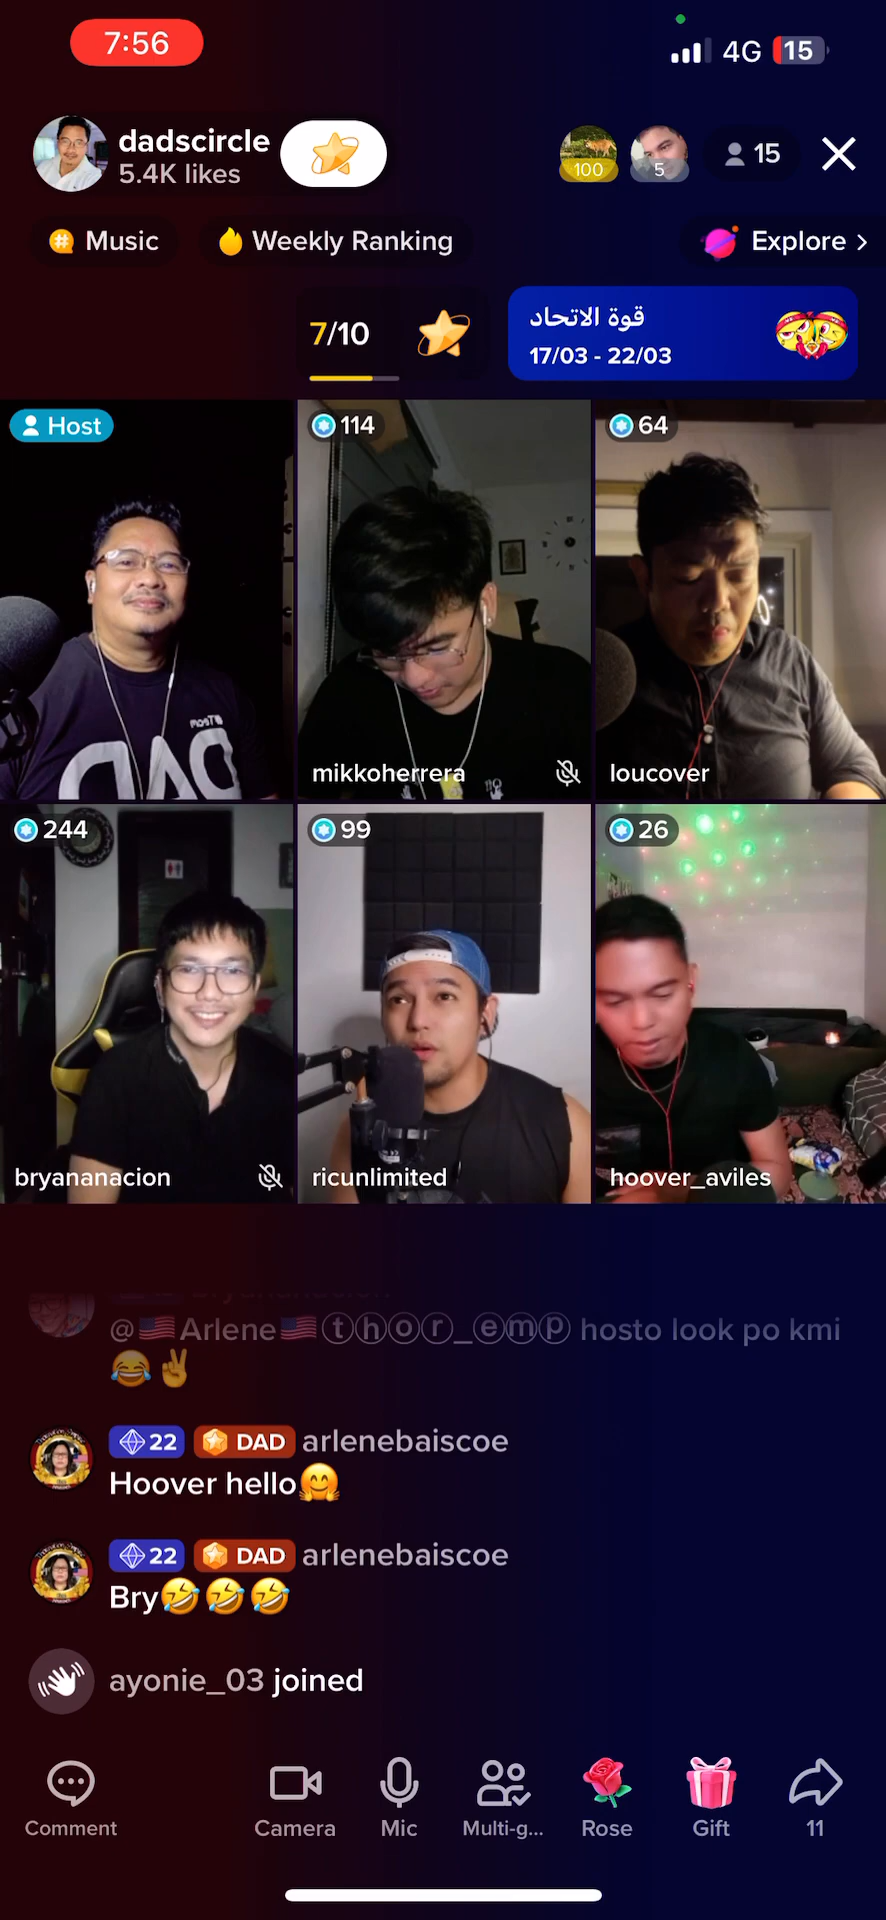 7:56
4G 15
dadscircle
5.4K likes
100
5
15
Music
Weekly Ranking
Explore >
7/10
قوة الاتحاد
17/03 - 22/03
Host
114
64
DAD
mikkoherrera
loucover
244
99
26
bryananacion
ricunlimited
hoover_aviles
@🇺🇸Arlene🇺🇸ⓣⓗⓞⓡ_ⓔⓜⓟ hosto look po kmi
😂✌
22 DAD arlenebaiscoe
Hoover hello🤗
22 DAD arlenebaiscoe
Bry🤣🤣🤣
ayonie_03 joined
Comment
Camera
Mic
Multi-g...
Rose
Gift
11